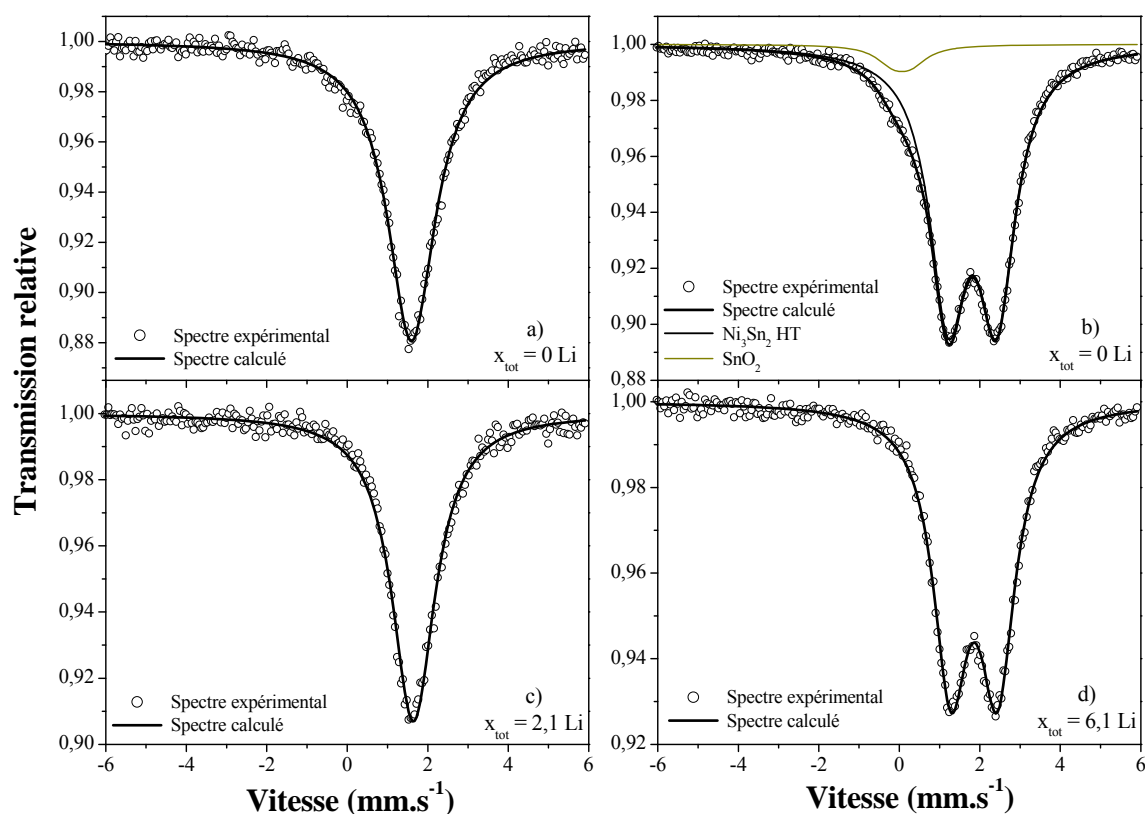 Transmission relative
1,00
0,98
0,96
0,94
0,92
0,90
0,88
Spectre expérimental
Spectre calculé
a)
x_tot = 0 Li
1,00
0,98
0,96
0,94
0,92
0,90
0,88
Spectre expérimental
Spectre calculé
Ni₃Sn₂ HT
SnO₂
b)
x_tot = 0 Li
1,00
0,98
0,96
0,94
0,92
0,90
Spectre expérimental
Spectre calculé
c)
x_tot = 2,1 Li
-6 -4 -2 0 2 4 6
Vitesse (mm.s⁻¹)
1,00
0,98
0,96
0,94
0,92
Spectre expérimental
Spectre calculé
d)
x_tot = 6,1 Li
-6 -4 -2 0 2 4 6
Vitesse (mm.s⁻¹)